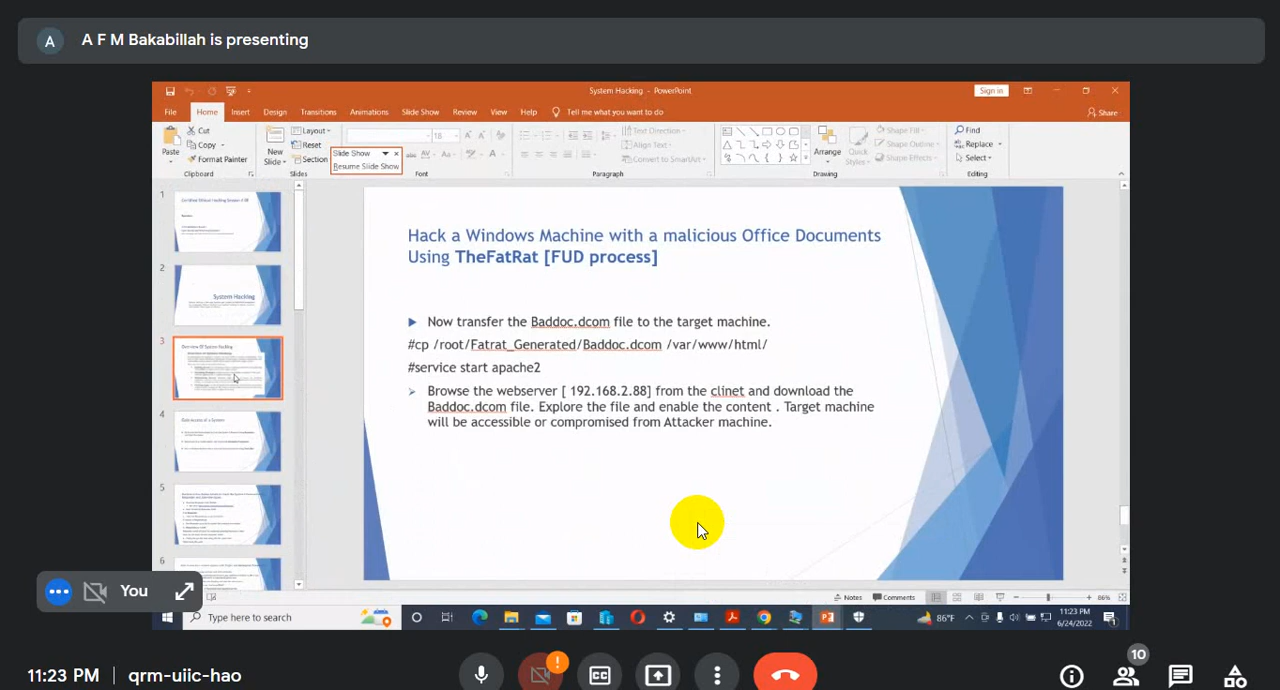 A
A F M Bakabillah is presenting
System Hacking - PowerPoint
Sign in
File Home Insert Design Transitions Animations Slide Show Review View Help Tell me what you want to do
Share
Paste
Cut
Copy
Format Painter
Clipboard
New
Slide
Layout
Reset
Section
Slides
Slide Show
Resume Slide Show
18
Font
Text Direction
Align Text
Convert to SmartArt
Paragraph
Arrange
Quick
Styles
Shape Fill
Shape Outline
Shape Effects
Drawing
Find
Replace
Select
Editing
1
2
System Hacking
3
4
5
6
Hack a Windows Machine with a malicious Office Documents
Using TheFatRat [FUD process]
Now transfer the Baddoc.dcom file to the target machine.
#cp /root/Fatrat_Generated/Baddoc.dcom /var/www/html/
#service start apache2
Browse the webserver [ 192.168.2.88] from the clinet and download the
Baddoc.dcom file. Explore the file and enable the content . Target machine
will be accessible or compromised from Attacker machine.
You
Notes
Comments
86%
Type here to search
86°F
11:23 PM
6/24/2022
11:23 PM | qrm-uiic-hao
CC
10